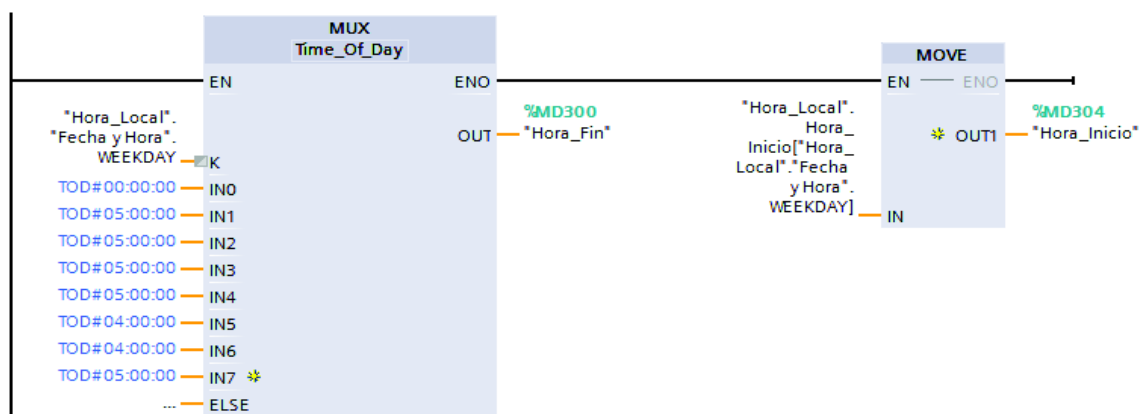 MUX
Time_Of_Day
EN
ENO
"Hora_Local".
"Fecha y Hora".
WEEKDAY
K
%MD300
OUT
"Hora_Fin"
TOD#00:00:00
IN0
TOD#05:00:00
IN1
TOD#05:00:00
IN2
TOD#05:00:00
IN3
TOD#05:00:00
IN4
TOD#04:00:00
IN5
TOD#04:00:00
IN6
TOD#05:00:00
IN7
...
ELSE
MOVE
EN
ENO
"Hora_Local".
Hora_
Inicio["Hora_
Local"."Fecha
y Hora".
WEEKDAY]
IN
%MD304
OUT1
"Hora_Inicio"